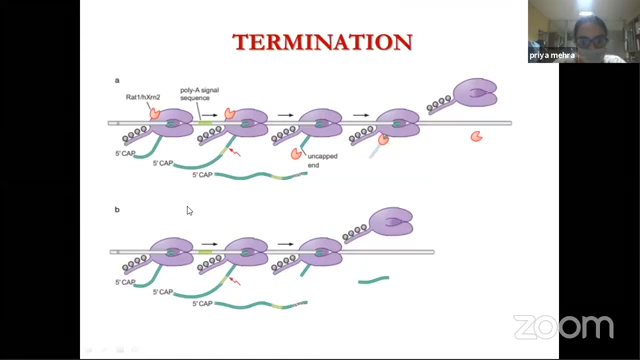 TERMINATION
priya mehra
a
Rat1/hXrn2
poly-A signal
sequence
5' CAP
5' CAP
5' CAP
uncapped
end
b
5' CAP
5' CAP
5' CAP
zoom